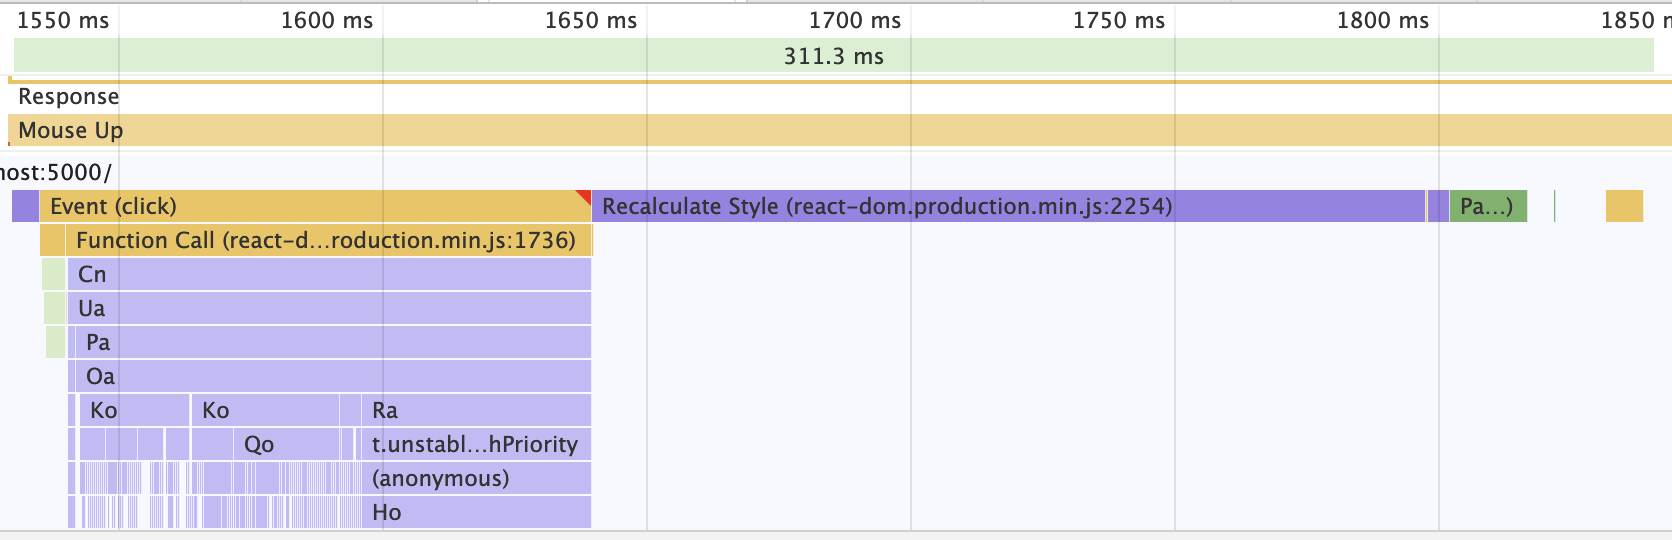 1550 ms 1600 ms 1650 ms 1700 ms 1750 ms 1800 ms 1850 m
311.3 ms
Response
Mouse Up
nost:5000/
Event (click) Recalculate Style (react-dom.production.min.js:2254) Pa...)
Function Call (react-d...roduction.min.js:1736)
Cn
Ua
Pa
Oa
Ko Ko Ra
Qo t.unstabl...hPriority
(anonymous)
Ho